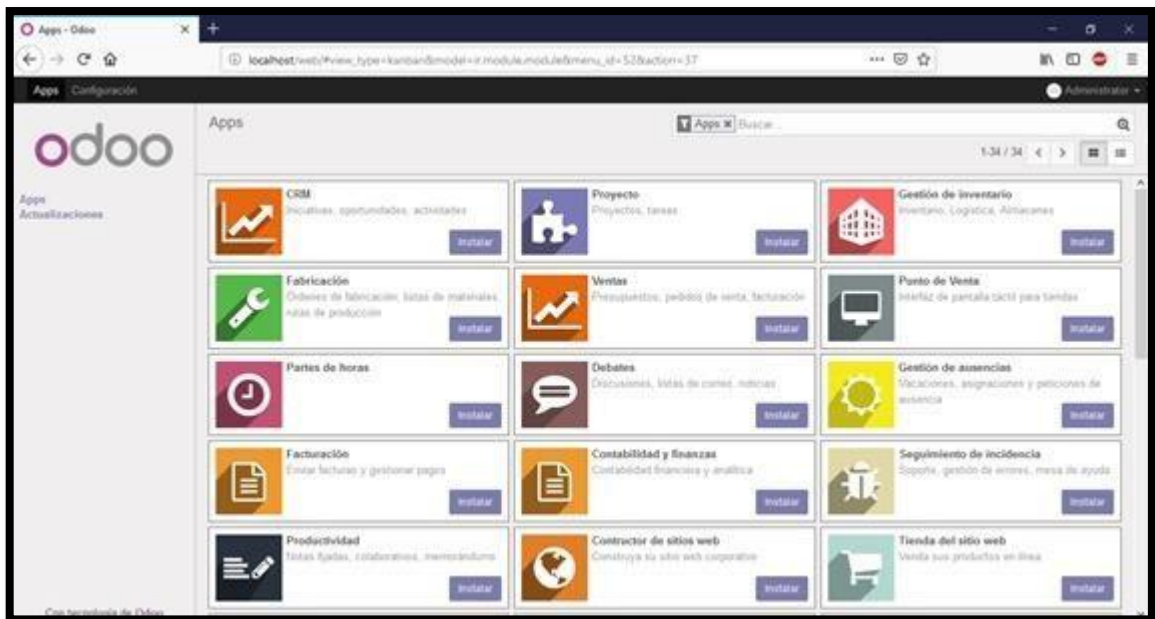 Apps - Odoo
localhost/web/#view_type=kanban&model=ir.module.module&menu_id=52&action=37
Apps Configuración
Administrator
odoo
Apps
Actualizaciones
Apps
Apps Buscar...
1-34 / 34
CRM
Iniciativas, oportunidades, actividades
Instalar
Proyecto
Proyectos, tareas
Instalar
Gestión de inventario
Inventario, Logística, Almacenes
Instalar
Fabricación
Órdenes de fabricación, listas de materiales,
rutas de producción
Instalar
Ventas
Presupuestos, pedidos de venta, facturación
Instalar
Punto de Venta
Interfaz de pantalla táctil para tiendas
Instalar
Partes de horas
Instalar
Debates
Discusiones, listas de correo, noticias
Instalar
Gestión de ausencias
Vacaciones, asignaciones y peticiones de
ausencia
Instalar
Facturación
Enviar facturas y gestionar pagos
Instalar
Contabilidad y finanzas
Contabilidad financiera y analítica
Instalar
Seguimiento de incidencia
Soporte, gestión de errores, mesa de ayuda
Instalar
Productividad
Notas fijadas, colaborativos, memorándums
Instalar
Contructor de sitios web
Construya su sitio web corporativo
Instalar
Tienda del sitio web
Venda sus productos en línea
Instalar
Con tecnología de Odoo